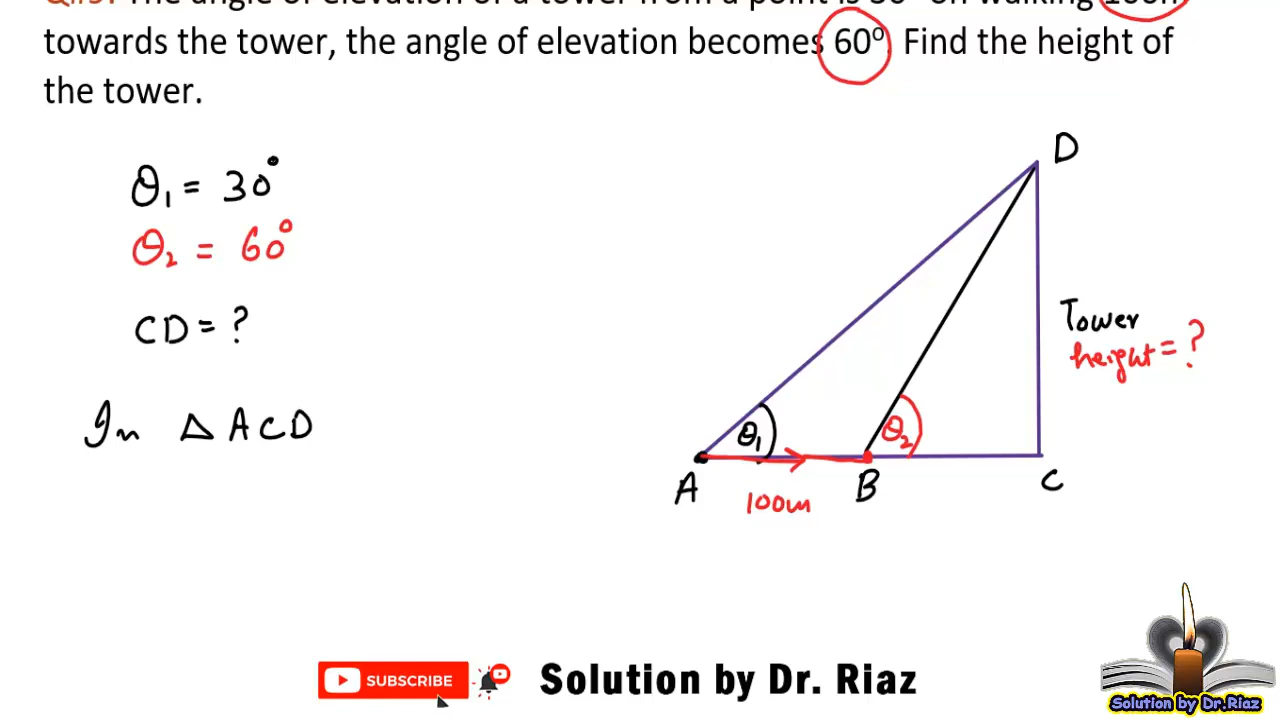 towards the tower, the angle of elevation becomes 60° Find the height of
the tower.
θ₁ = 30°
θ₂ = 60°
CD = ?
In △ ACD
D
Tower
height = ?
θ₁
θ₂
A
B
C
100m
SUBSCRIBE
Solution by Dr. Riaz
Solution by Dr.Riaz